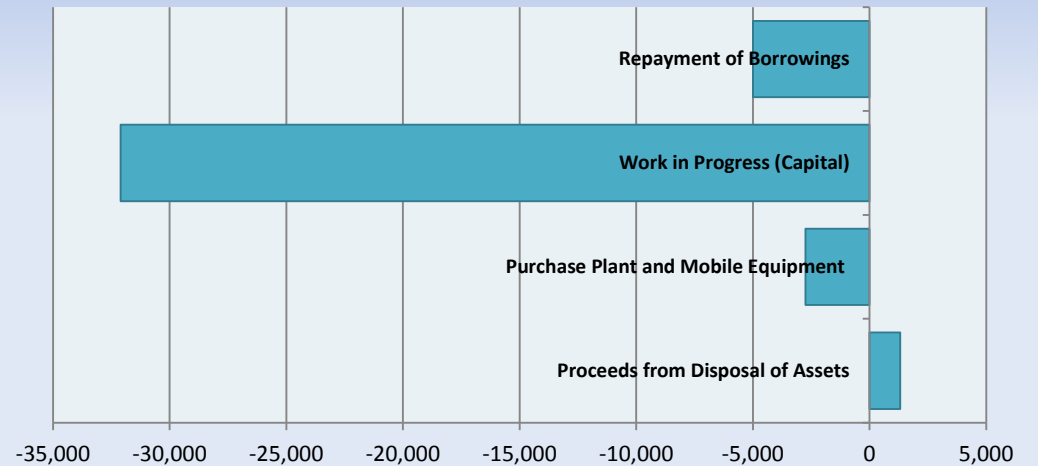 Repayment of Borrowings
Work in Progress (Capital)
Purchase Plant and Mobile Equipment
Proceeds from Disposal of Assets
-35,000 -30,000 -25,000 -20,000 -15,000 -10,000 -5,000 0 5,000